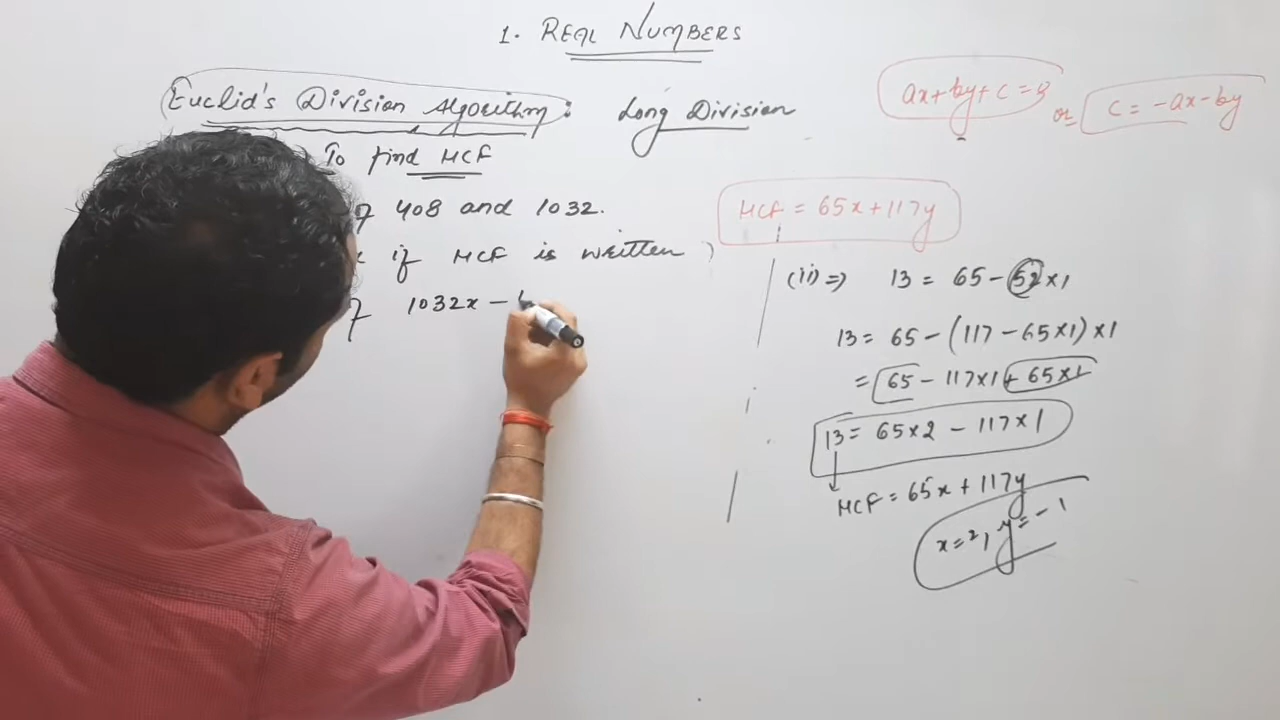 1. REAL NUMBERS
Euclid's Division Algorithm: Long Division
To find HCF
408 and 1032.
if HCF is written
1032x –
ax+by+c=0
or c = -ax-by
HCF = 65x+117y
(ii)⇒ 13 = 65-52×1
13 = 65-(117-65×1)×1
= 65-117×1+65×1
13 = 65×2 - 117×1
HCF = 65x + 117y
x=2, y=-1